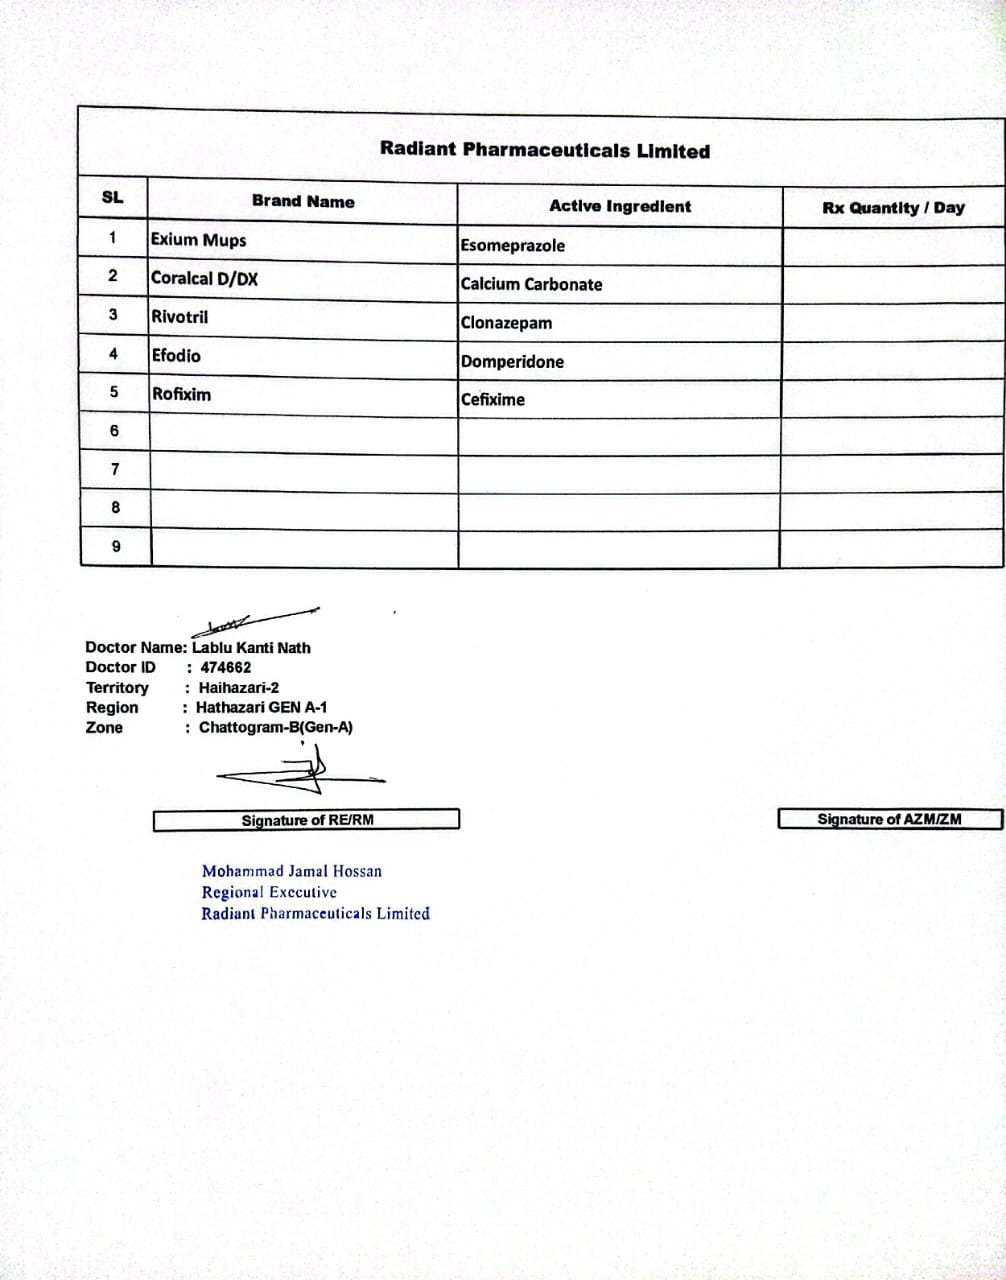 Radiant Pharmaceuticals Limited
SL Brand Name Active Ingredient Rx Quantity / Day
1 Exium Mups Esomeprazole
2 Coralcal D/DX Calcium Carbonate
3 Rivotril Clonazepam
4 Efodio Domperidone
5 Rofixim Cefixime
6
7
8
9
Doctor Name: Lablu Kanti Nath
Doctor ID : 474662
Territory : Haihazari-2
Region : Hathazari GEN A-1
Zone : Chattogram-B(Gen-A)
Signature of RE/RM Signature of AZM/ZM
Mohammad Jamal Hossan
Regional Executive
Radiant Pharmaceuticals Limited